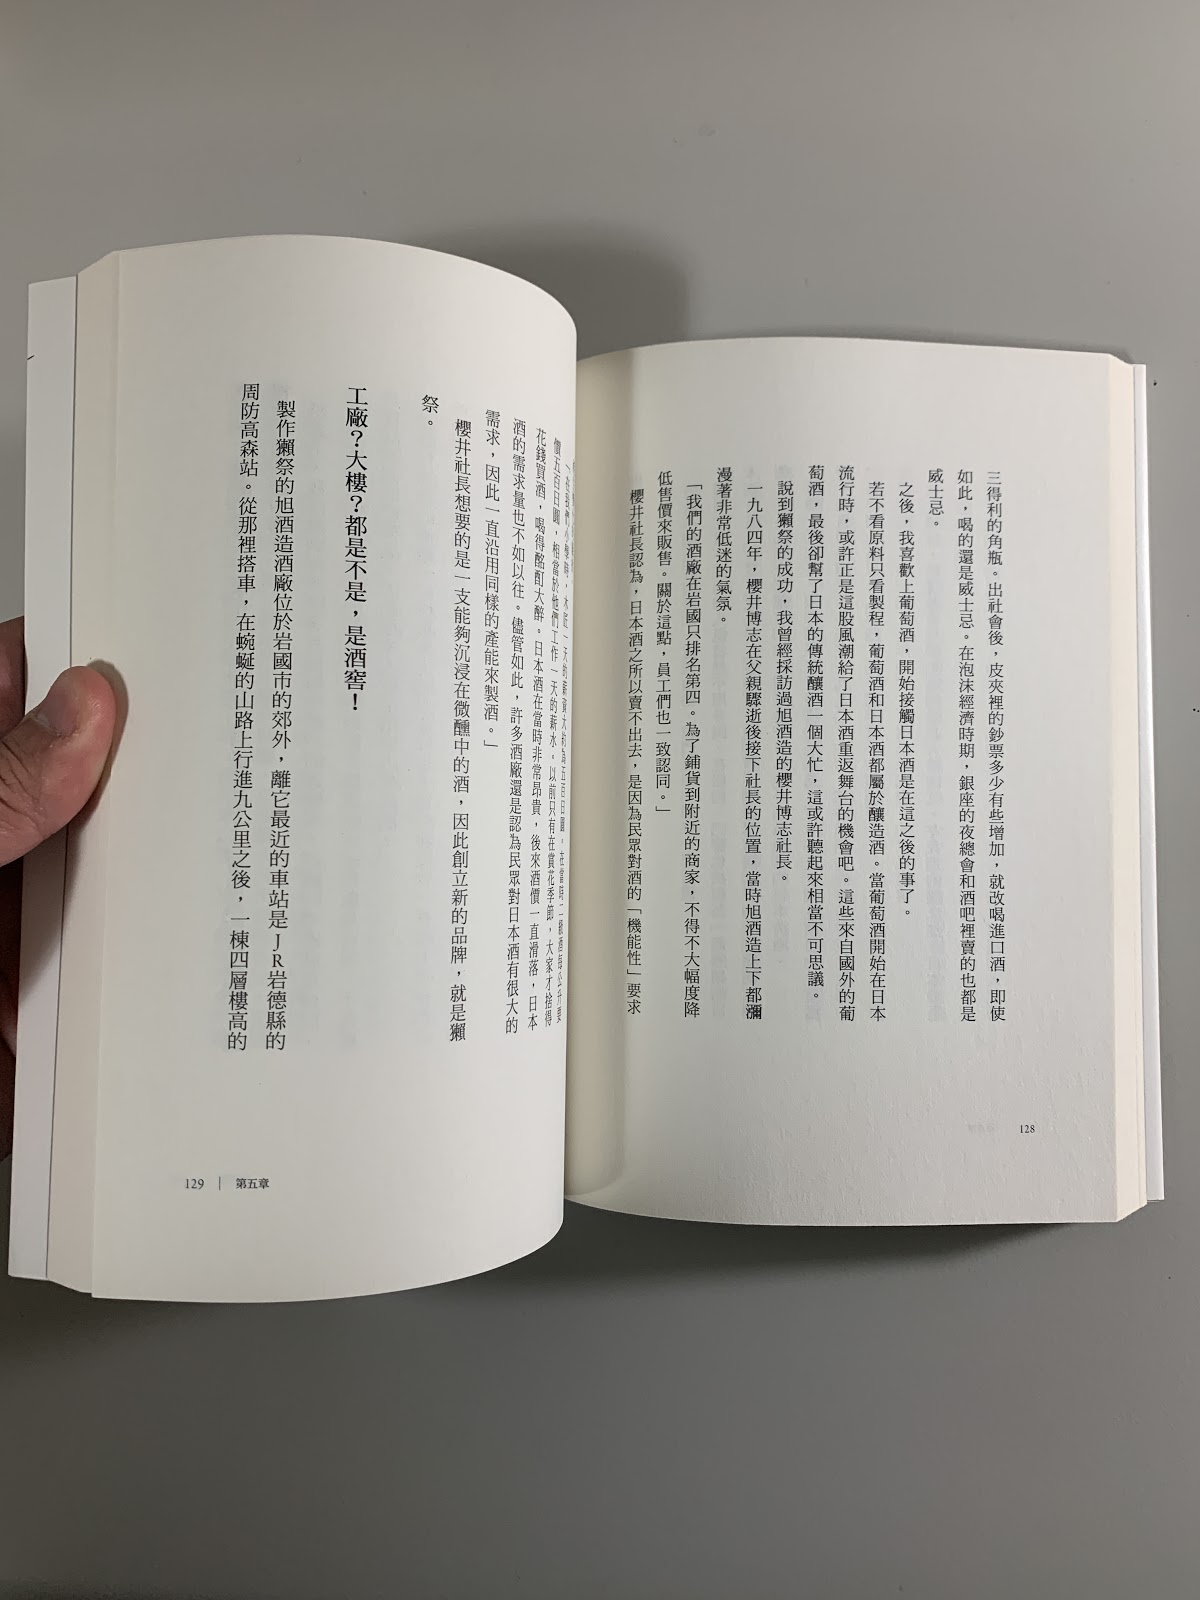 三得利的角瓶。出社會後，皮夾裡的鈔票多少有些增加，就改喝進口酒，即使
如此，喝的還是威士忌。在泡沫經濟時期，銀座的夜總會和酒吧裡賣的也都是
威士忌。
之後，我喜歡上葡萄酒，開始接觸日本酒是在這之後的事了。
若不看原料只看製程，葡萄酒和日本酒都屬於釀造酒。當葡萄酒開始在日本
流行時，或許正是這股風潮給了日本酒重返舞台的機會吧。這些來自國外的葡
萄酒，最後卻幫了日本的傳統釀酒一個大忙，這或許聽起來相當不可思議。
說到獺祭的成功，我曾經採訪過旭酒造的櫻井博志社長。
一九八四年，櫻井博志在父親驟逝後接下社長的位置，當時旭酒造上下都瀰
漫著非常低迷的氣氛。
「我們的酒廠在岩國只排名第四。為了鋪貨到附近的商家，不得不大幅度降
低售價來販售。關於這點，員工們也一致認同。」
櫻井社長認為，日本酒之所以賣不出去，是因為民眾對酒的「機能性」要求
128
「在我們小學時，木匠一天的薪資大約為五百日圓。在當時二級酒每公升要
價五百日圓，相當於他們工作一天的薪水。以前只有在賞花季節，大家才捨得
花錢買酒，喝得酩酊大醉。日本酒在當時非常昂貴，後來酒價一直滑落，日本
酒的需求量也不如以往。儘管如此，許多酒廠還是認為民眾對日本酒有很大的
需求，因此一直沿用同樣的產能來製酒。」
櫻井社長想要的是一支能夠沉浸在微醺中的酒，因此創立新的品牌，就是獺
祭。
工廠？大樓？都是不是，是酒窖！
製作獺祭的旭酒造酒廠位於岩國市的郊外，離它最近的車站是JR岩德縣的
周防高森站。從那裡搭車，在蜿蜒的山路上行進九公里之後，一棟四層樓高的
129｜第五章